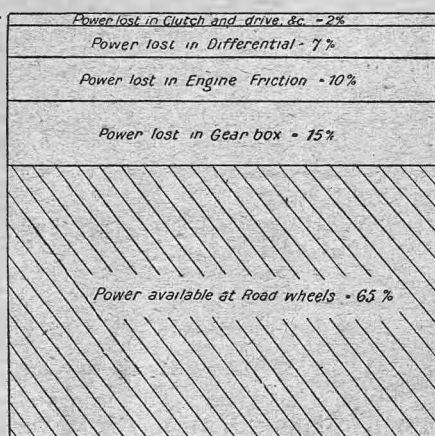 Power lost in Clutch and drive, &c. - 2%
Power lost in Differential - 7%
Power lost in Engine Friction - 10%
Power lost in Gear box - 15%
Power available at Road wheels - 65 %